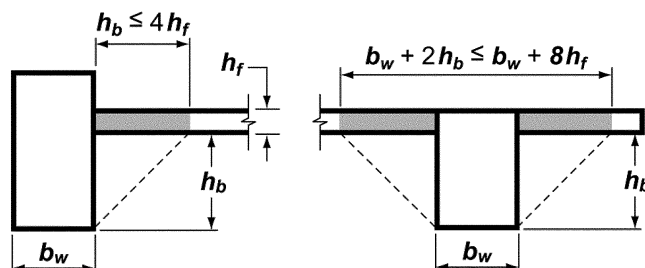 h_b ≤ 4h_f
h_f
b_w + 2h_b ≤ b_w + 8h_f
h_b
h_b
b_w
b_w